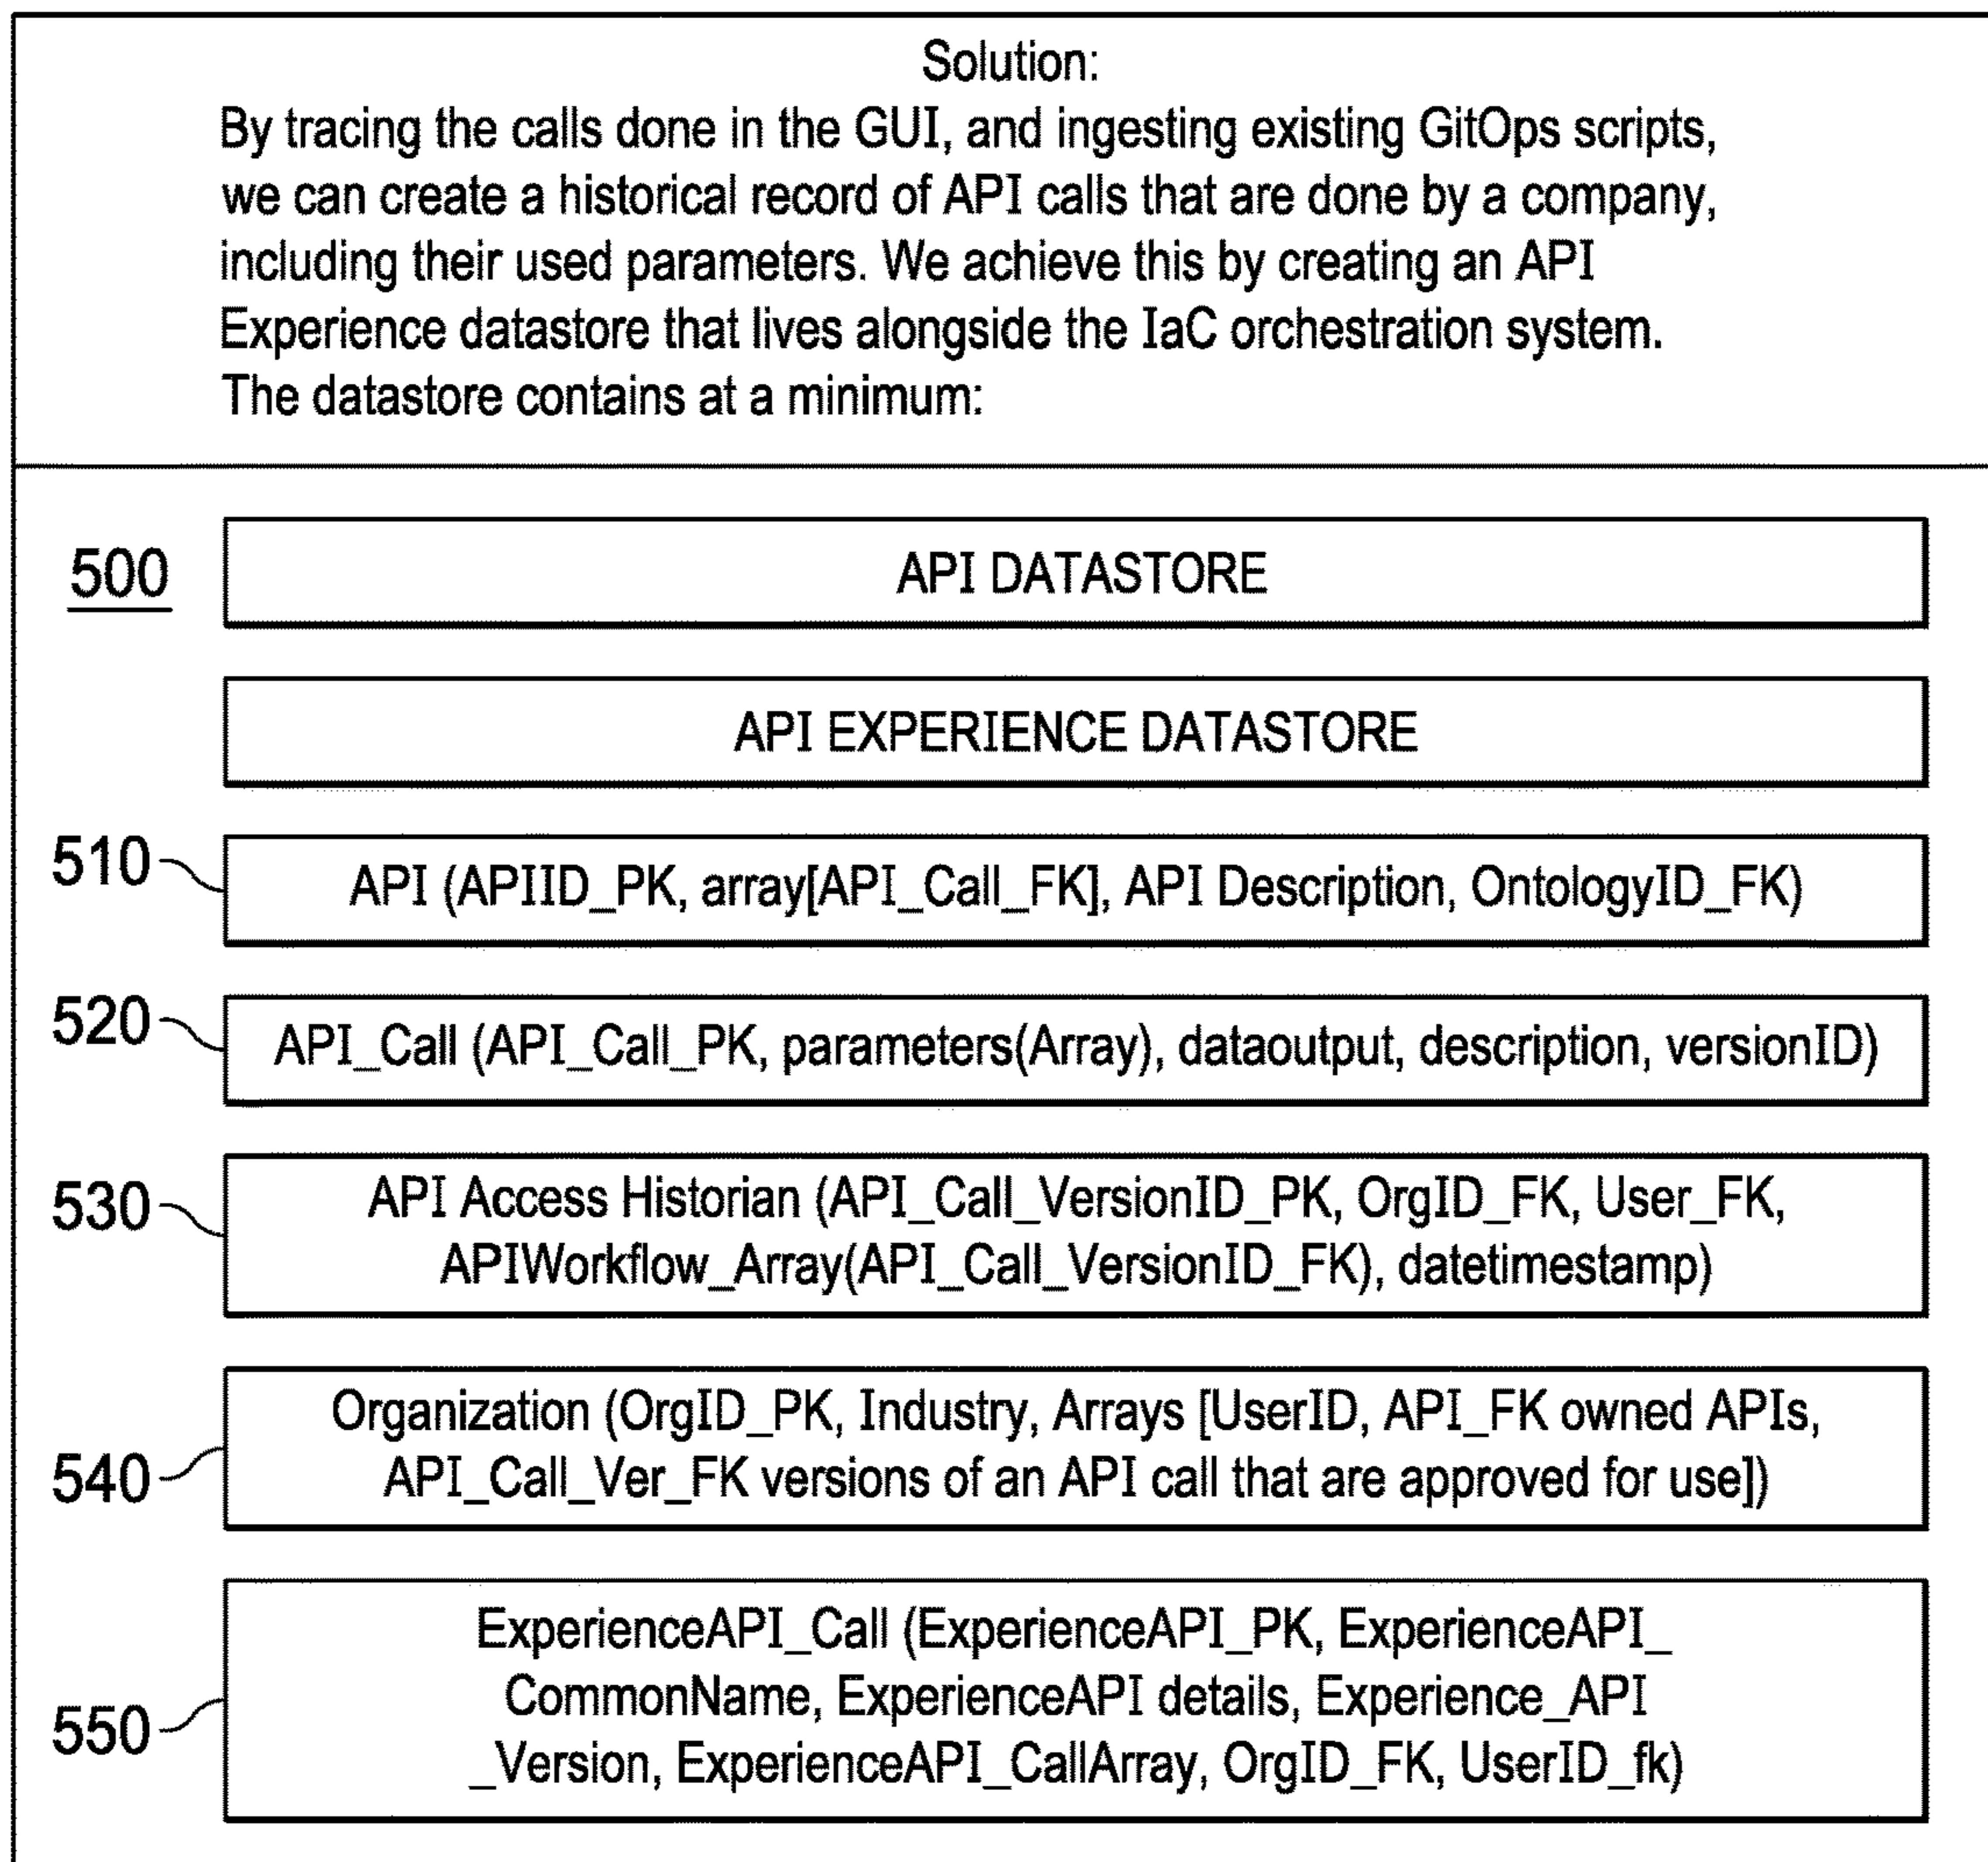 Solution:
By tracing the calls done in the GUI, and ingesting existing GitOps scripts,
we can create a historical record of API calls that are done by a company,
including their used parameters. We achieve this by creating an API
Experience datastore that lives alongside the IaC orchestration system.
The datastore contains at a minimum:
500
API DATASTORE
API EXPERIENCE DATASTORE
510
API (APIID_PK, array[API_Call_FK], API Description, OntologyID_FK)
520
API_Call (API_Call_PK, parameters(Array), dataoutput, description, versionID)
530
API Access Historian (API_Call_VersionID_PK, OrgID_FK, User_FK,
APIWorkflow_Array(API_Call_VersionID_FK), datetimestamp)
540
Organization (OrgID_PK, Industry, Arrays [UserID, API_FK owned APIs,
API_Call_Ver_FK versions of an API call that are approved for use])
550
ExperienceAPI_Call (ExperienceAPI_PK, ExperienceAPI_
CommonName, ExperienceAPI details, Experience_API
_Version, ExperienceAPI_CallArray, OrgID_FK, UserID_fk)